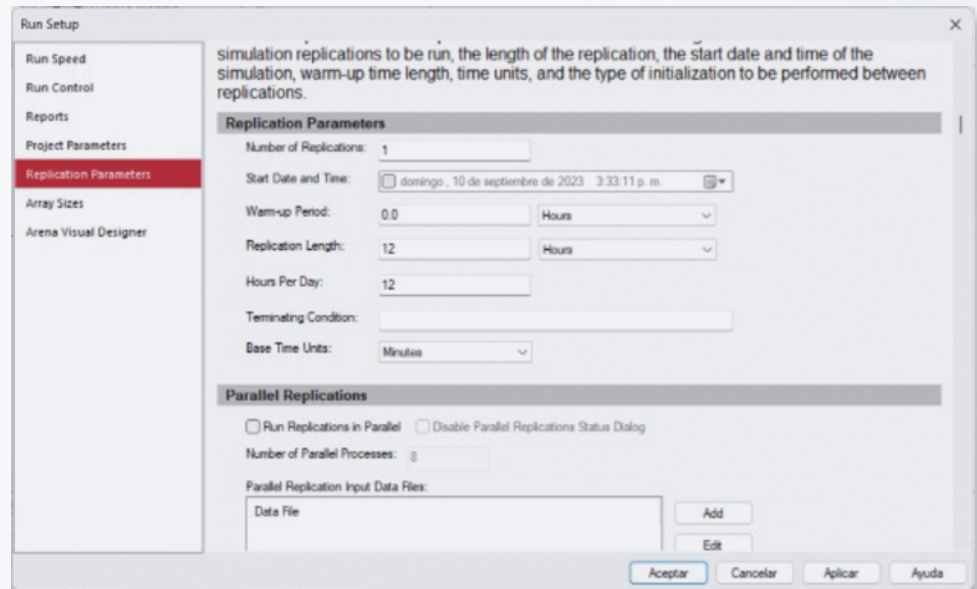 Run Setup
Run Speed
Run Control
Reports
Project Parameters
Replication Parameters
Array Sizes
Arena Visual Designer
simulation replications to be run, the length of the replication, the start date and time of the
simulation, warm-up time length, time units, and the type of initialization to be performed between
replications.
Replication Parameters
Number of Replications: 1
Start Date and Time: domingo , 10 de septiembre de 2023 3:33:11 p. m.
Warm-up Period: 0.0 Hours
Replication Length: 12 Hours
Hours Per Day: 12
Terminating Condition:
Base Time Units: Minutes
Parallel Replications
Run Replications in Parallel Disable Parallel Replications Status Dialog
Number of Parallel Processes: 8
Parallel Replication Input Data Files:
Data File
Add
Edit
Aceptar Cancelar Aplicar Ayuda